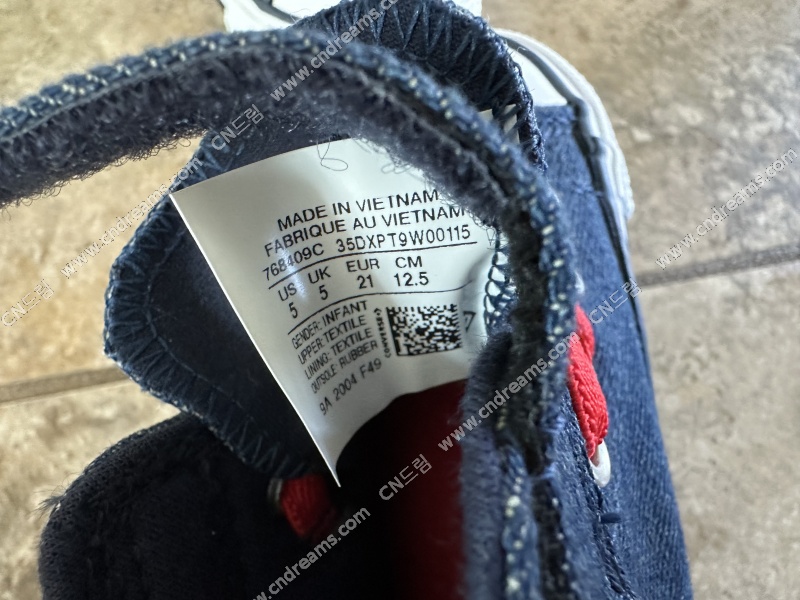 MADE IN VIETNAM
FABRIQUE AU VIETNAM
768409C 35DXPT9W00115
US UK EUR CM
5 5 21 12.5
GENDER: INFANT
UPPER:TEXTILE
LINING: TEXTILE
OUTSOLE: RUBBER
9A 2004 F49
CONVERSE
CN드림 www.cndreams.com